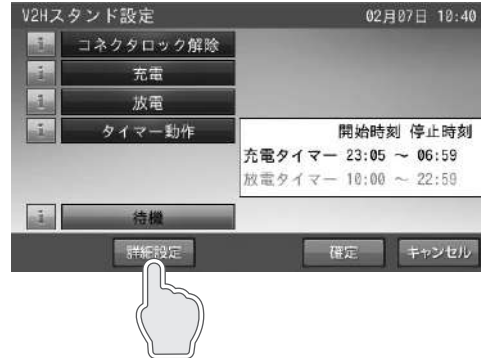 V2Hスタンド設定 02月07日 10:40
i コネクタロック解除
i 充電
i 放電
i タイマー動作
開始時刻 停止時刻
充電タイマー 23:05 ～ 06:59
放電タイマー 10:00 ～ 22:59
i 待機
詳細設定 確定 キャンセル